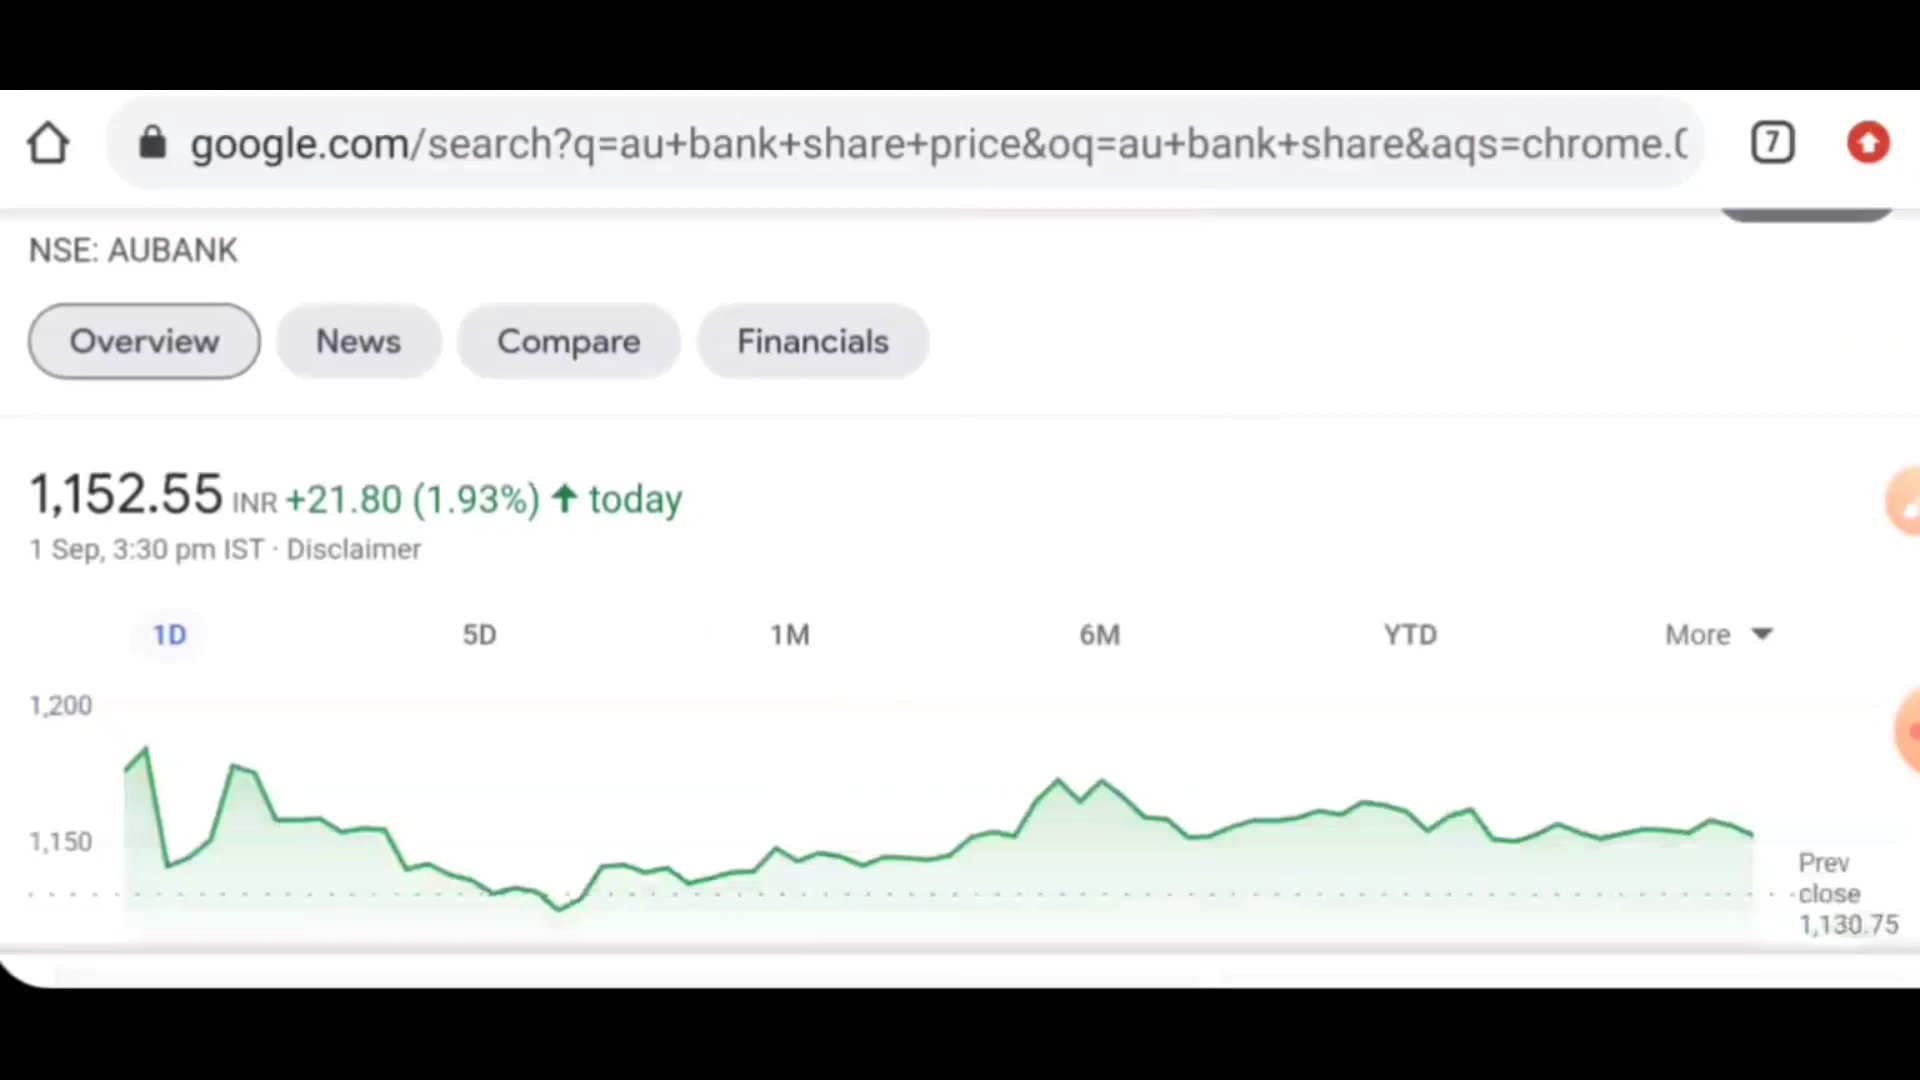 google.com/search?q=au+bank+share+price&oq=au+bank+share&aqs=chrome.
7
NSE: AUBANK
Overview
News
Compare
Financials
1,152.55 INR +21.80 (1.93%) ↑ today
1 Sep, 3:30 pm IST · Disclaimer
1D
5D
1M
6M
YTD
More
1,200
1,150
Prev
close
1,130.75